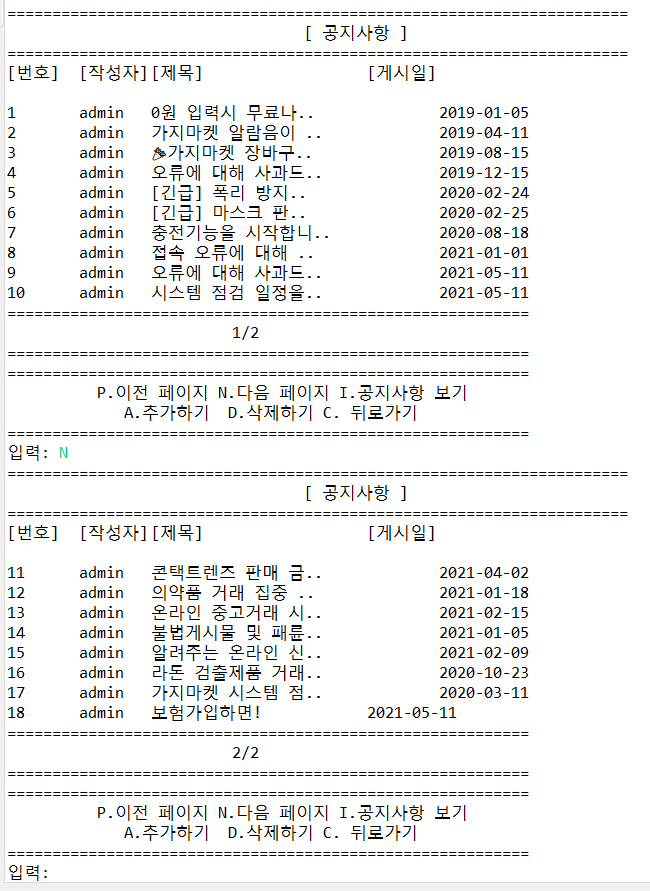 =====================================================================
[ 공지사항 ]
=====================================================================
[번호] [작성자][제목] [게시일]
1 admin 0원 입력시 무료나.. 2019-01-05
2 admin 가지마켓 알람음이 .. 2019-04-11
3 admin 🎉가지마켓 장바구.. 2019-08-15
4 admin 오류에 대해 사과드.. 2019-12-15
5 admin [긴급] 폭리 방지.. 2020-02-24
6 admin [긴급] 마스크 판.. 2020-02-25
7 admin 충전기능을 시작합니.. 2020-08-18
8 admin 접속 오류에 대해 .. 2021-01-01
9 admin 오류에 대해 사과드.. 2021-05-11
10 admin 시스템 점검 일정을.. 2021-05-11
==========================================================
1/2
==========================================================
==========================================================
P.이전 페이지 N.다음 페이지 I.공지사항 보기
A.추가하기 D.삭제하기 C. 뒤로가기
==========================================================
입력: N
=====================================================================
[ 공지사항 ]
=====================================================================
[번호] [작성자][제목] [게시일]
11 admin 콘택트렌즈 판매 금.. 2021-04-02
12 admin 의약품 거래 집중 .. 2021-01-18
13 admin 온라인 중고거래 시.. 2021-02-15
14 admin 불법게시물 및 패륜.. 2021-01-05
15 admin 알려주는 온라인 신.. 2021-02-09
16 admin 라돈 검출제품 거래.. 2020-10-23
17 admin 가지마켓 시스템 점.. 2020-03-11
18 admin 보험가입하면! 2021-05-11
==========================================================
2/2
==========================================================
==========================================================
P.이전 페이지 N.다음 페이지 I.공지사항 보기
A.추가하기 D.삭제하기 C. 뒤로가기
==========================================================
입력: